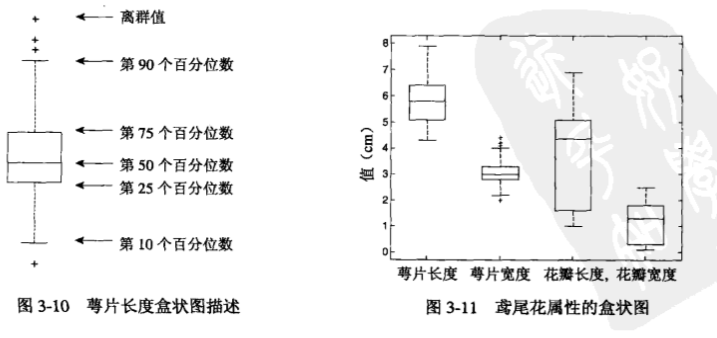 离群值
第 90 个百分位数
第 75 个百分位数
第 50 个百分位数
第 25 个百分位数
第 10 个百分位数
图 3-10 萼片长度盒状图描述
值（cm）
8
7
6
5
4
3
2
1
0
萼片长度 萼片宽度 花瓣长度, 花瓣宽度
图 3-11 鸢尾花属性的盒状图